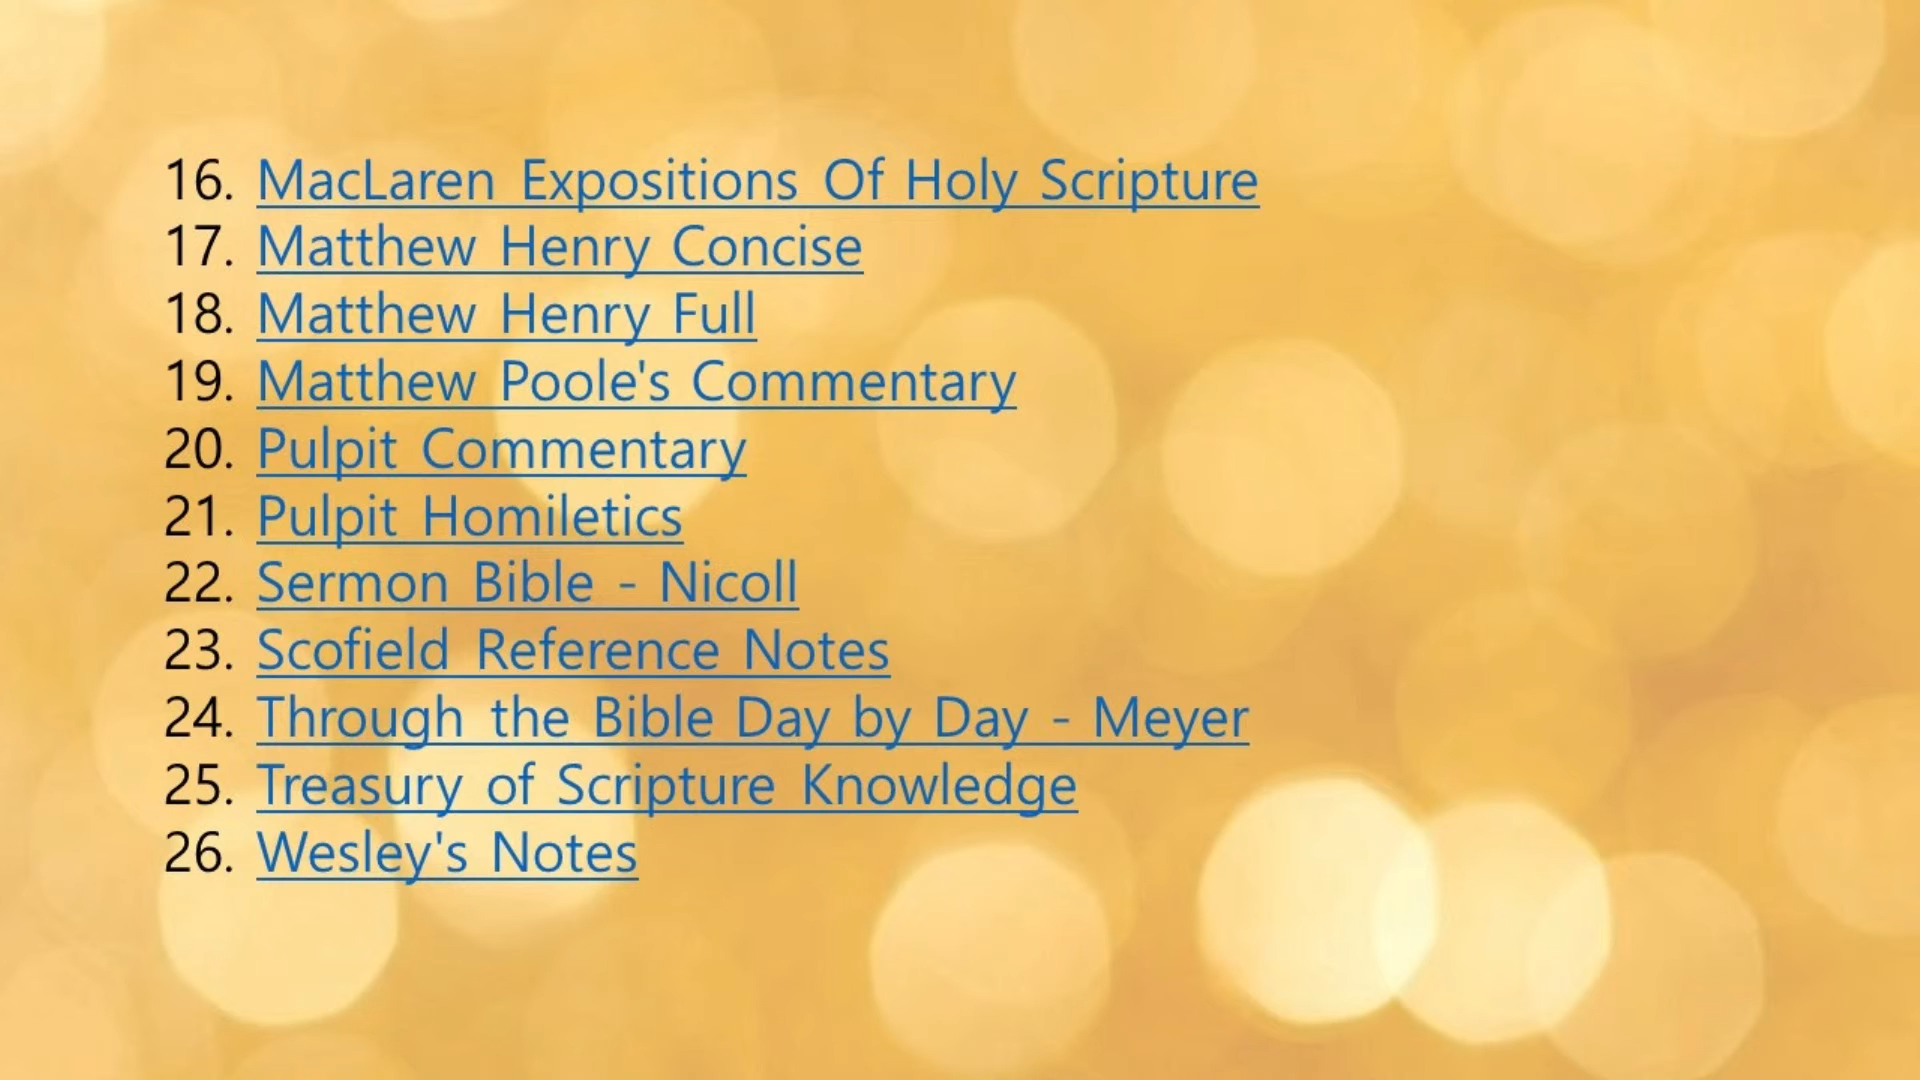 16. MacLaren Expositions Of Holy Scripture
17. Matthew Henry Concise
18. Matthew Henry Full
19. Matthew Poole's Commentary
20. Pulpit Commentary
21. Pulpit Homiletics
22. Sermon Bible - Nicoll
23. Scofield Reference Notes
24. Through the Bible Day by Day - Meyer
25. Treasury of Scripture Knowledge
26. Wesley's Notes